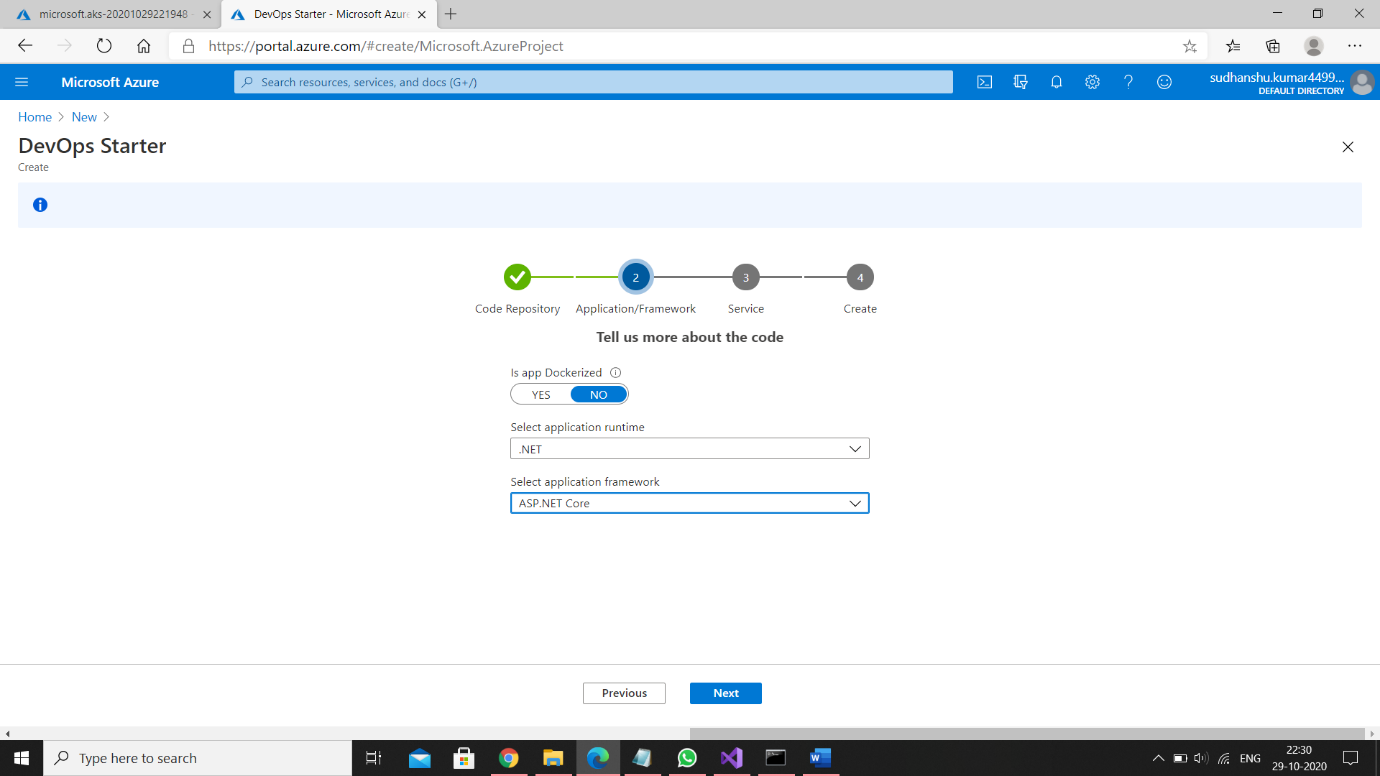 microsoft.aks-20201029221948 -
DevOps Starter - Microsoft Azure
https://portal.azure.com/#create/Microsoft.AzureProject
Microsoft Azure
Search resources, services, and docs (G+/)
sudhanshu.kumar4499...
DEFAULT DIRECTORY
Home > New >
DevOps Starter
Create
2
3
4
Code Repository
Application/Framework
Service
Create
Tell us more about the code
Is app Dockerized
YES NO
Select application runtime
.NET
Select application framework
ASP.NET Core
Previous
Next
Type here to search
ENG
22:30
29-10-2020